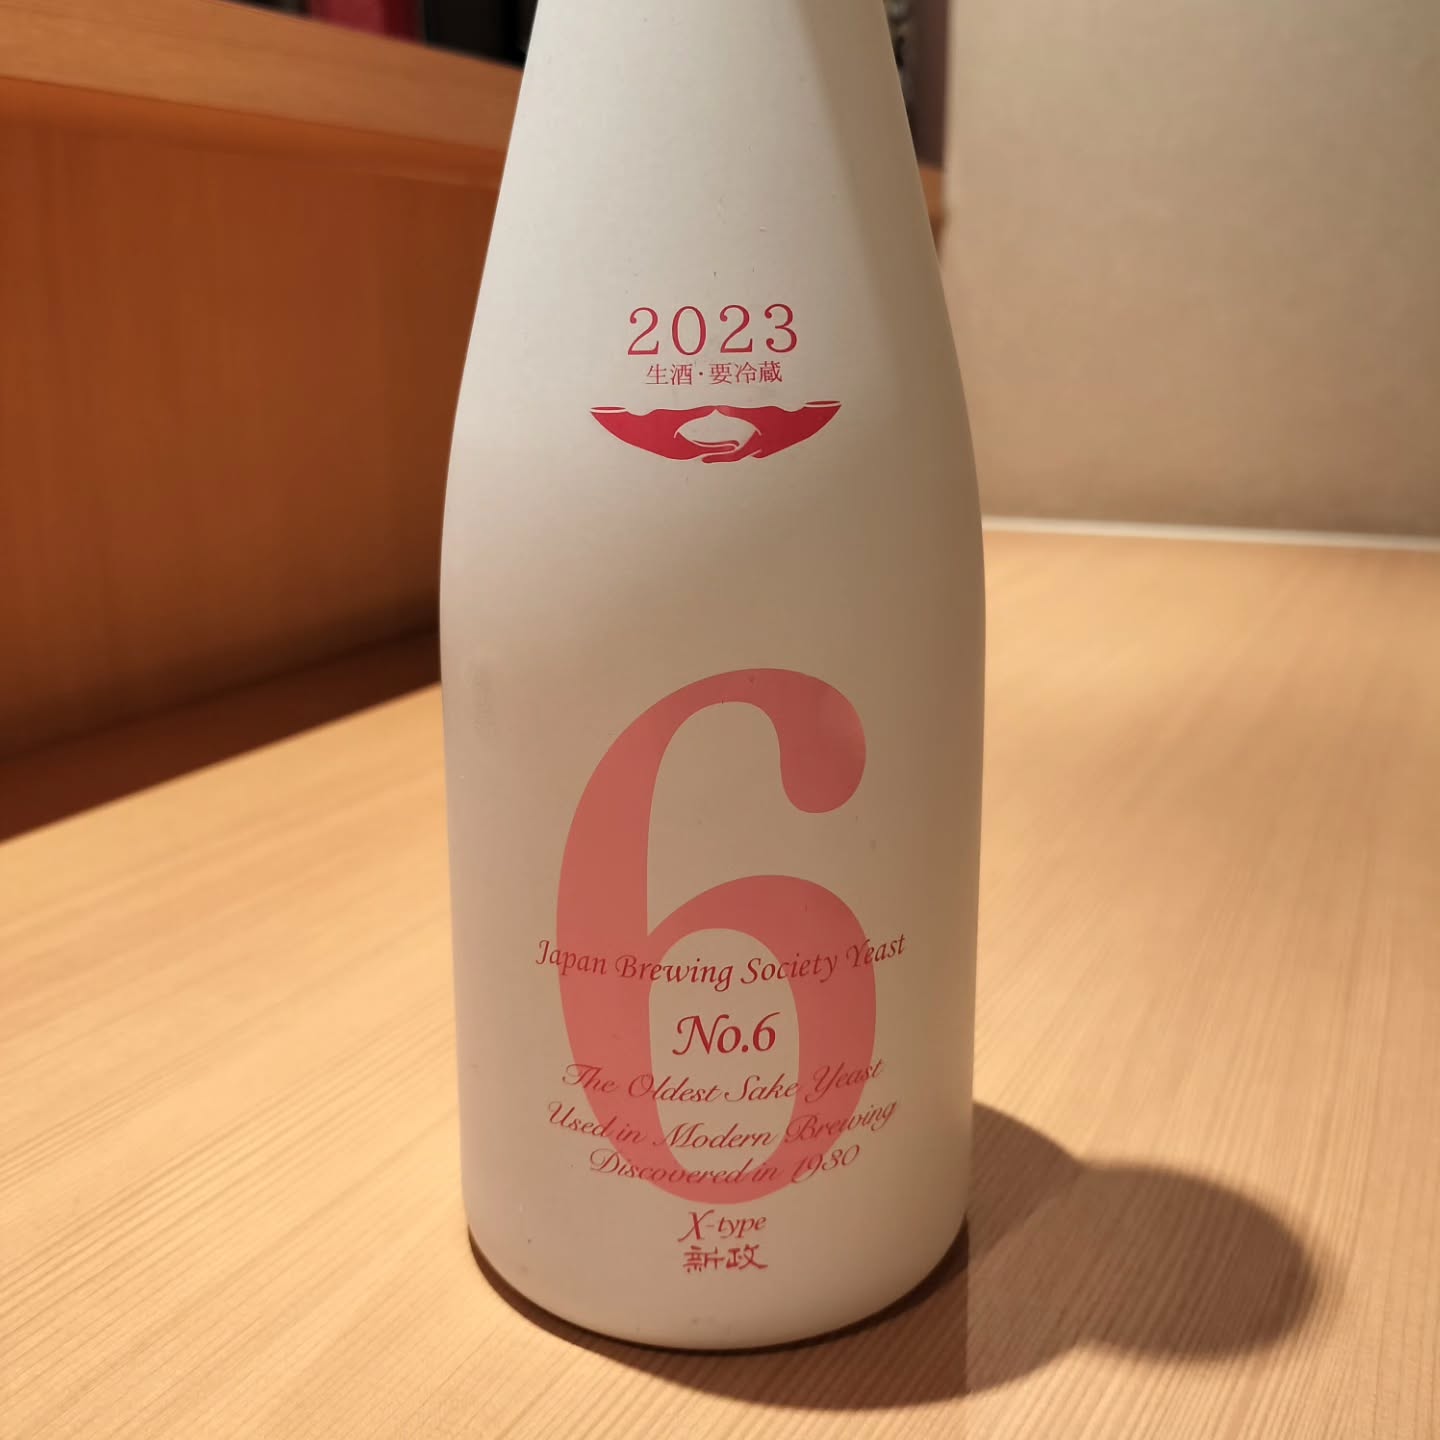 2023
生酒・要冷蔵
6
Japan Brewing Society Yeast
No.6
The Oldest Sake Yeast
Used in Modern Brewing
Discovered in 1930
X-type
新政